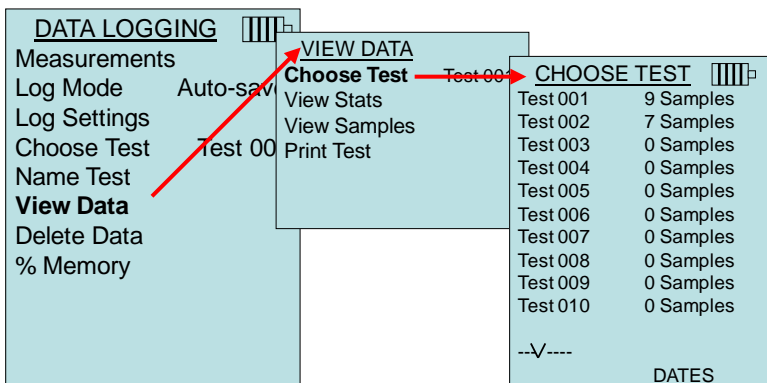 DATA LOGGING
Measurements
Log Mode Auto-save
Log Settings
Choose Test Test 00
Name Test
View Data
Delete Data
% Memory
VIEW DATA
Choose Test Test 001
View Stats
View Samples
Print Test
CHOOSE TEST
Test 001 9 Samples
Test 002 7 Samples
Test 003 0 Samples
Test 004 0 Samples
Test 005 0 Samples
Test 006 0 Samples
Test 007 0 Samples
Test 008 0 Samples
Test 009 0 Samples
Test 010 0 Samples
--V----
DATES